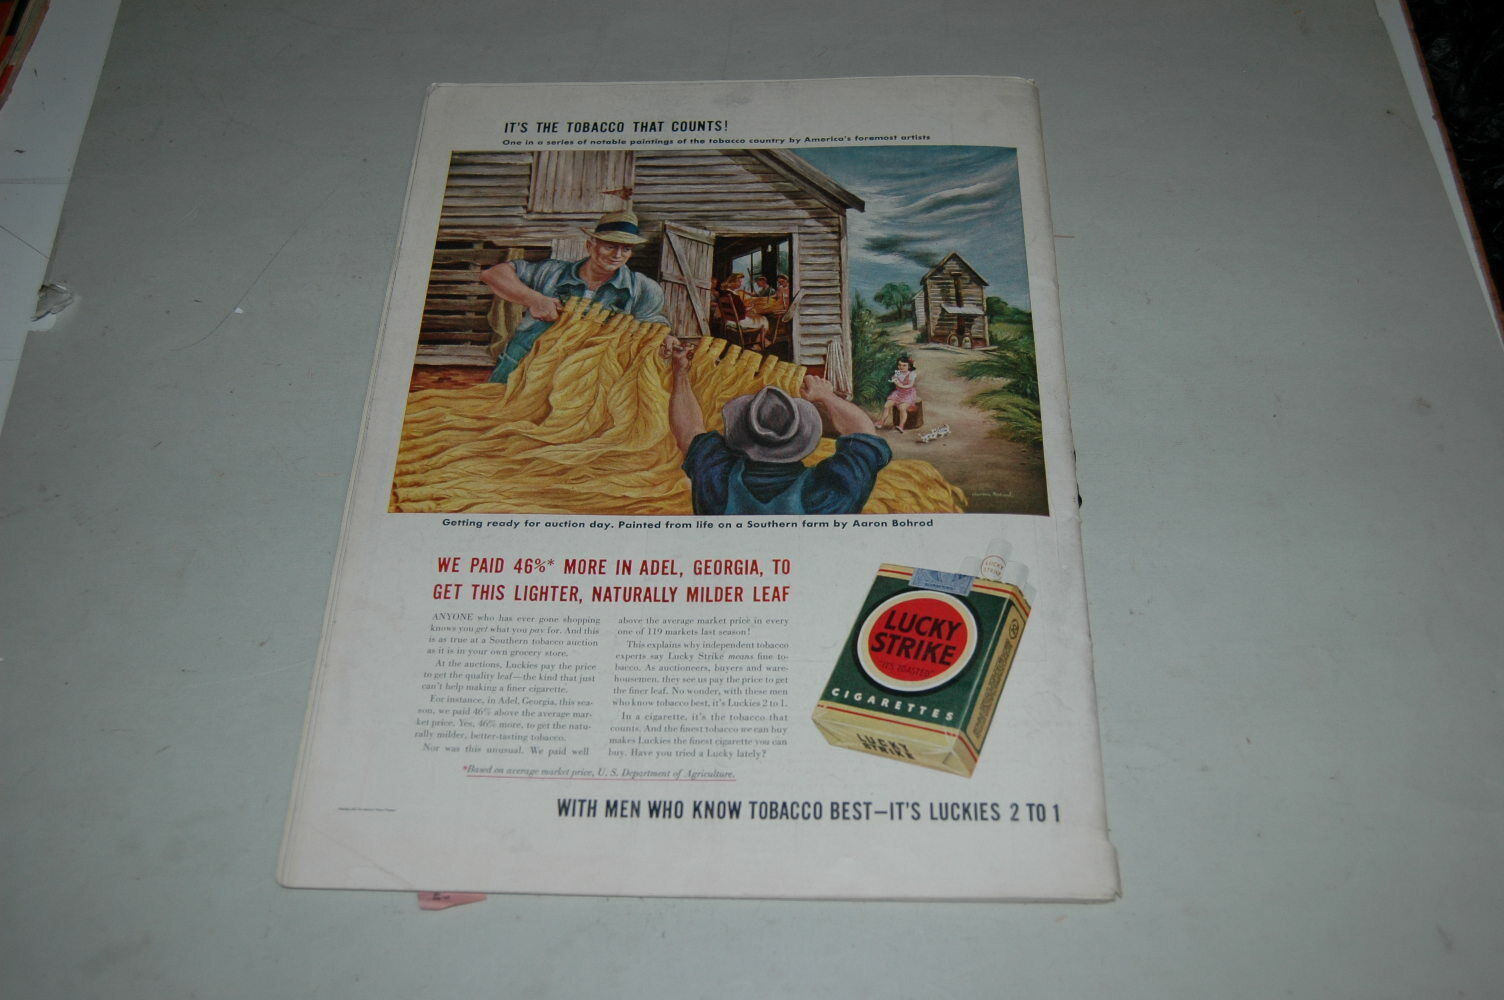 IT'S THE TOBACCO THAT COUNTS!
One in a series of notable paintings of the tobacco country by America's foremost artists
Getting ready for auction day. Painted from life on a Southern farm by Aaron Bohrod
WE PAID 46%* MORE IN ADEL, GEORGIA, TO
GET THIS LIGHTER, NATURALLY MILDER LEAF
ANYONE who has ever gone shopping
knows you get what you pay for. And this
is as true at a Southern tobacco auction
as it is in your own grocery store.
At the auctions, Luckies pay the price
to get the quality leaf—the kind that just
can't help making a finer cigarette.
For instance, in Adel, Georgia, this sea-
son, we paid 46% above the average mar-
ket price. Yes, 46% more, to get the natu-
rally milder, better-tasting tobacco.
Nor was this unusual. We paid well
above the average market price in every
one of 119 markets last season!
This explains why independent tobacco
experts say Lucky Strike means fine to-
bacco. As auctioneers, buyers and ware-
housemen, they see us pay the price to get
the finer leaf. No wonder, with these men
who know tobacco best, it's Luckies 2 to 1.
In a cigarette, it's the tobacco that
counts. And the finest tobacco we can buy
makes Luckies the finest cigarette you can
buy. Have you tried a Lucky lately?
*Based on average market price, U. S. Department of Agriculture.
LUCKY
STRIKE
LUCKY
STRIKE
"IT'S TOASTED"
CIGARETTES
LUCKY
STRIKE
WITH MEN WHO KNOW TOBACCO BEST—IT'S LUCKIES 2 TO 1